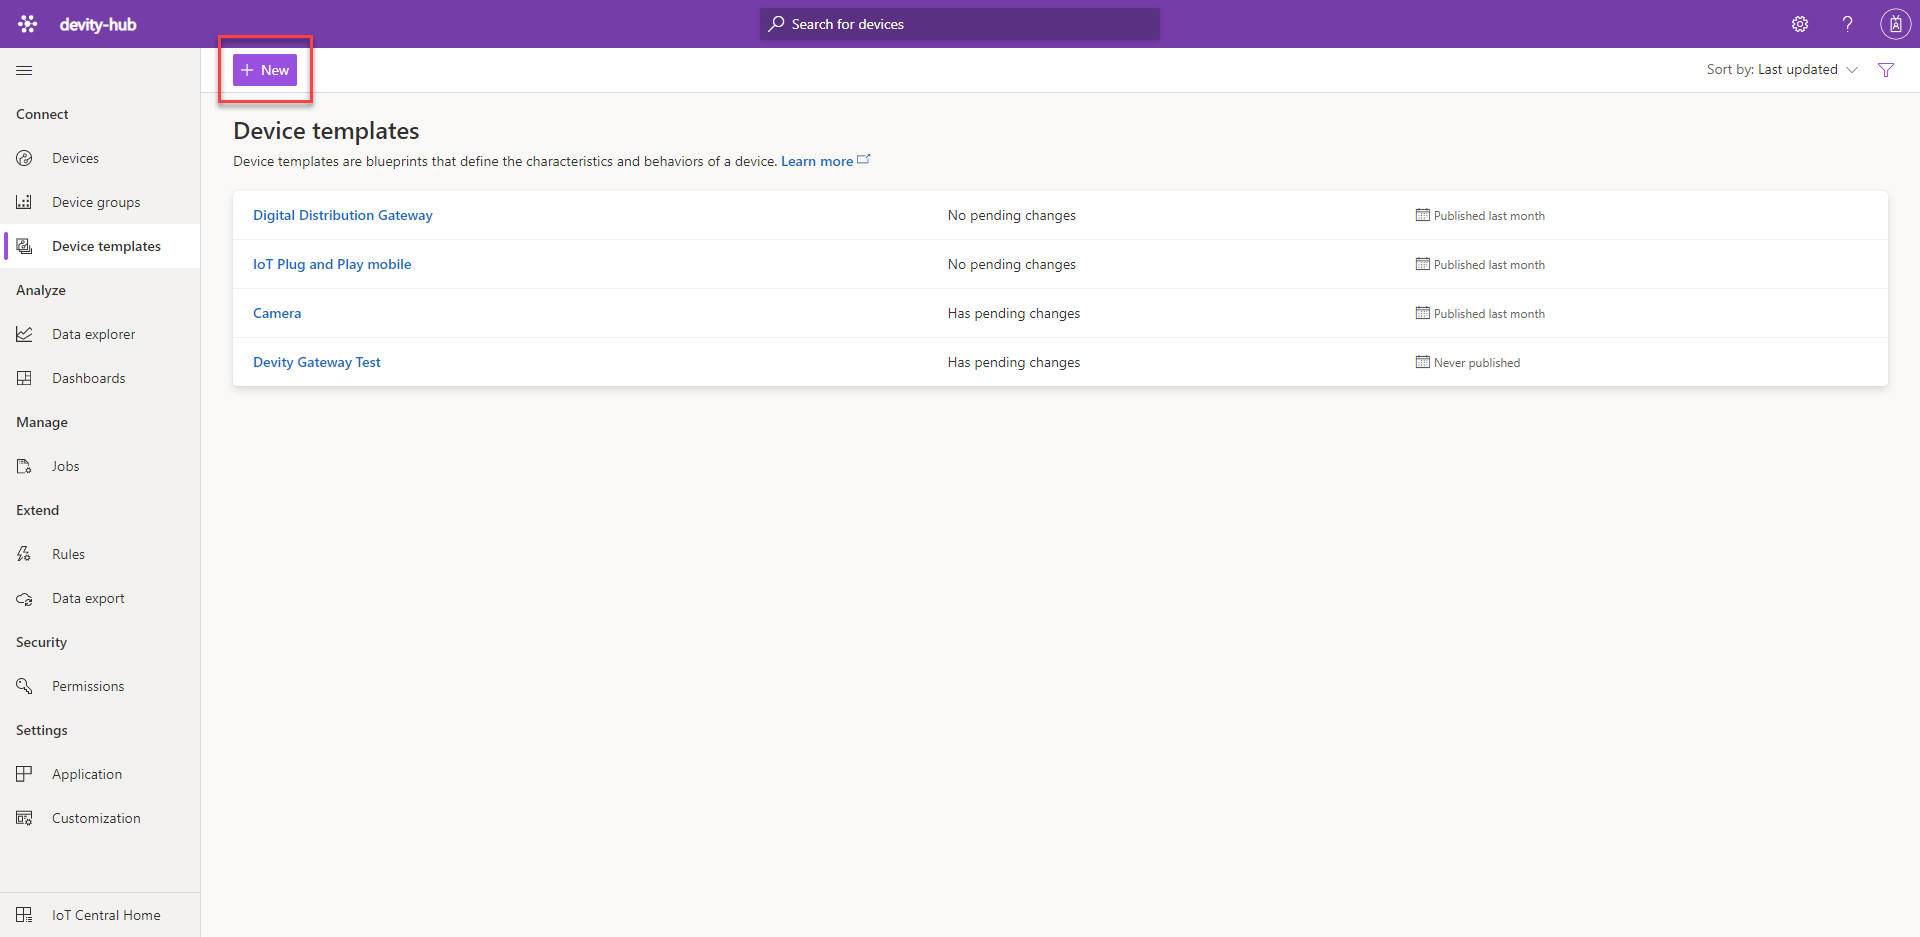 devity-hub
Search for devices
New
Sort by: Last updated
Connect
Devices
Device groups
Device templates
Analyze
Data explorer
Dashboards
Manage
Jobs
Extend
Rules
Data export
Security
Permissions
Settings
Application
Customization
IoT Central Home
Device templates
Device templates are blueprints that define the characteristics and behaviors of a device. Learn more
Digital Distribution Gateway No pending changes Published last month
IoT Plug and Play mobile No pending changes Published last month
Camera Has pending changes Published last month
Devity Gateway Test Has pending changes Never published